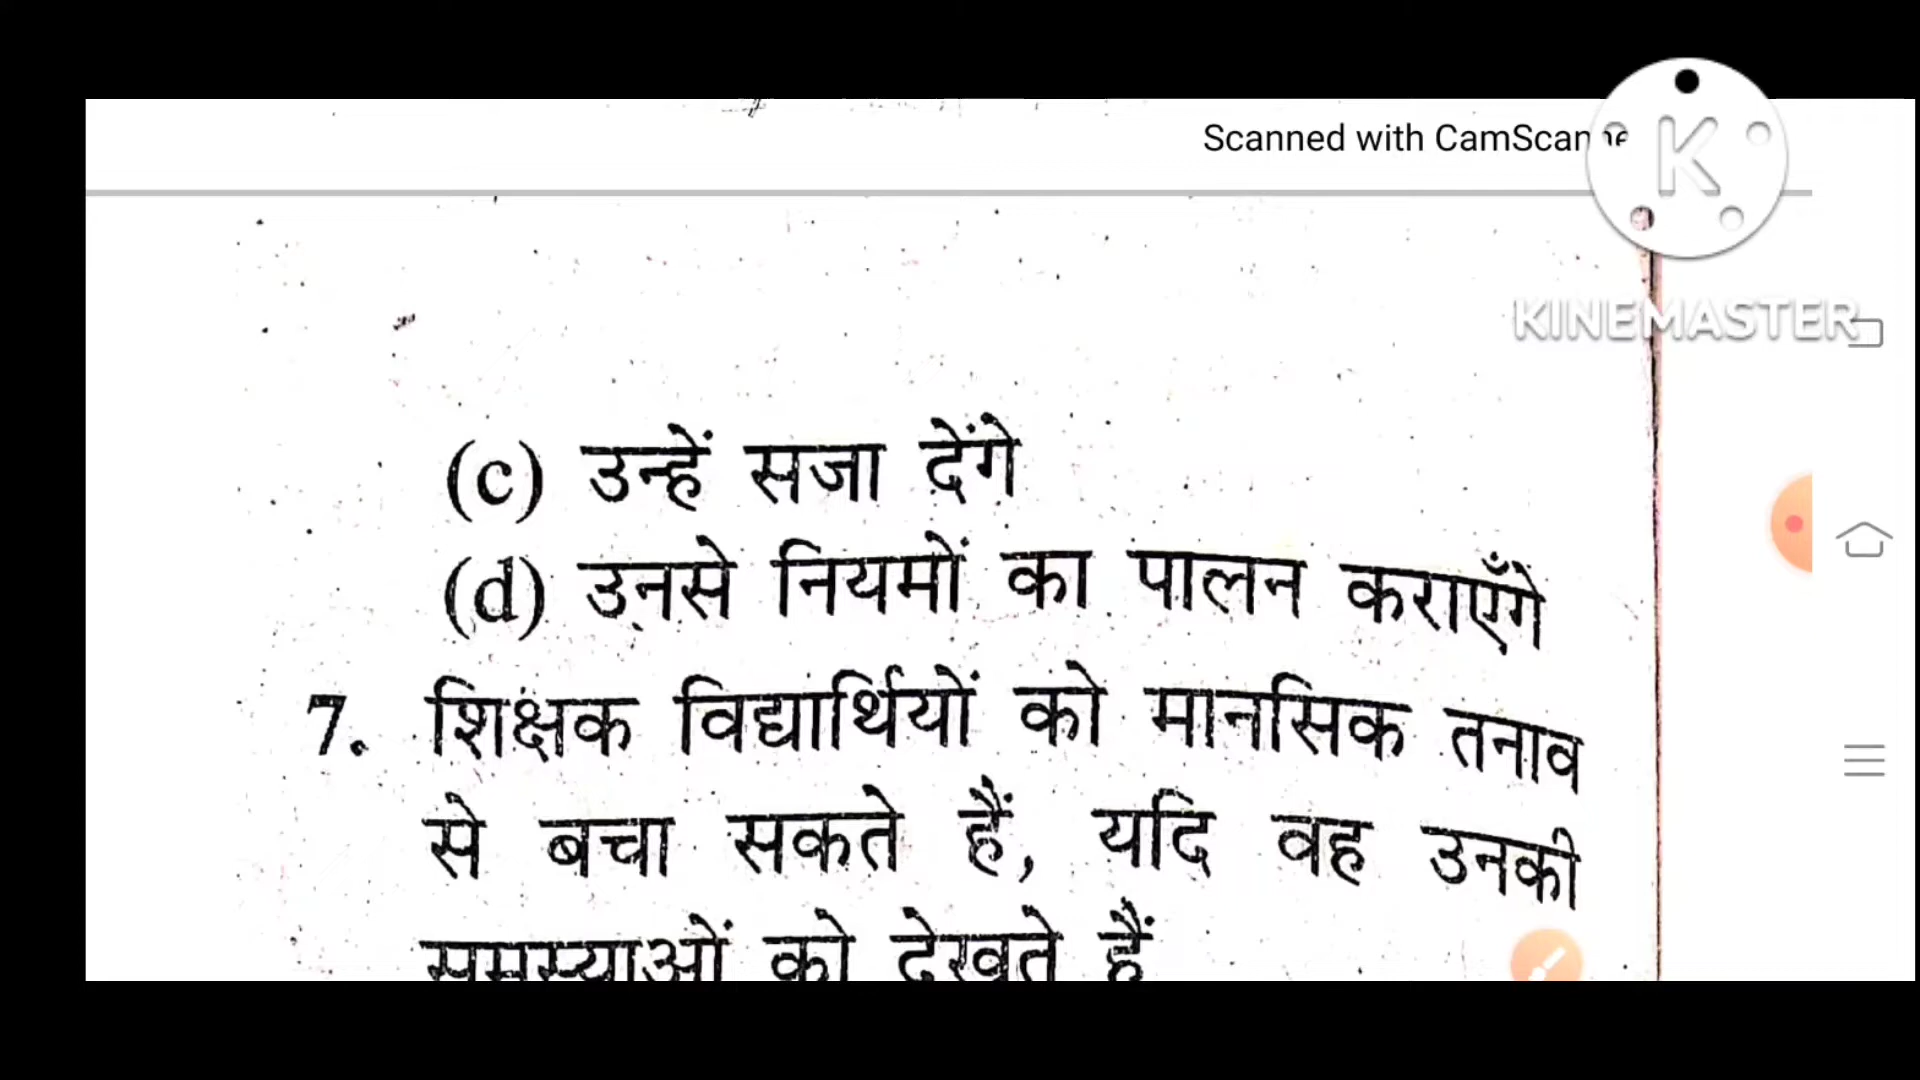 Scanned with CamScanne
K
KINEMASTER
(c) उन्हें सजा देंगे
(d) उनसे नियमों का पालन कराएँगे
7. शिक्षक विद्यार्थियों को मानसिक तनाव
से बचा सकते हैं, यदि वह उनकी
समस्याओं को देखते हैं